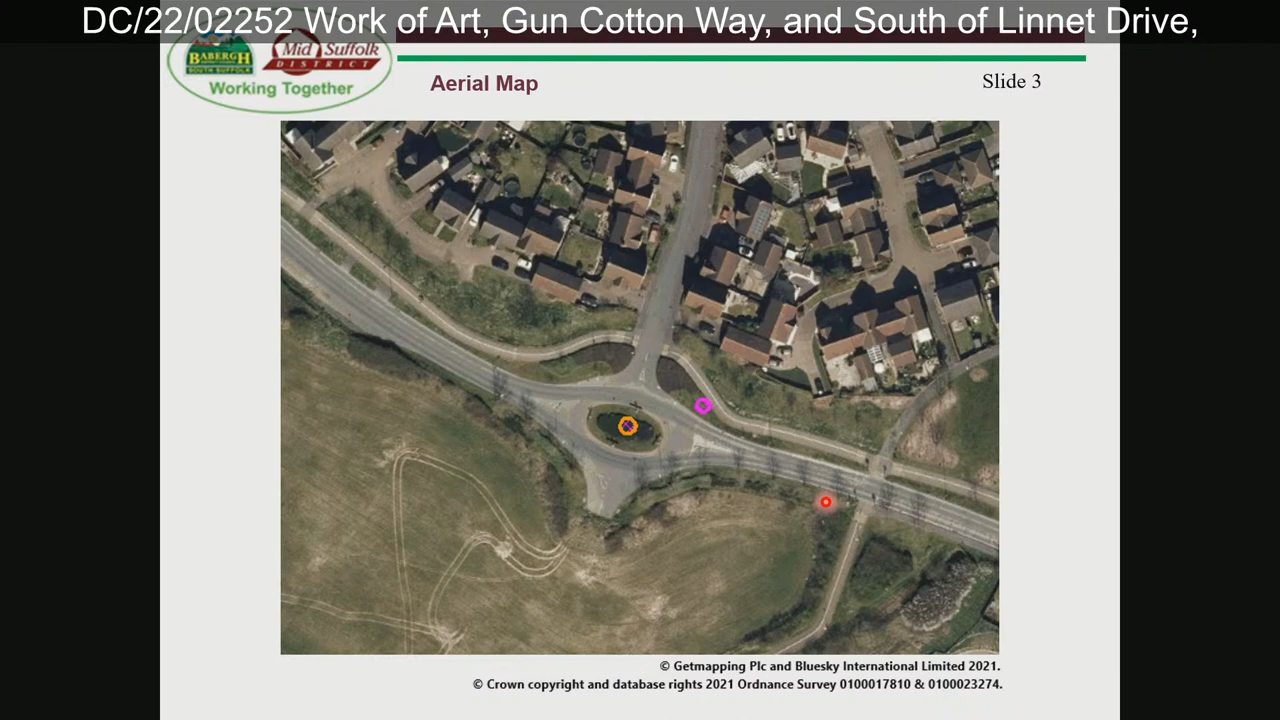 DC/22/02252 Work of Art, Gun Cotton Way, and South of Linnet Drive,
BABERGH
SOUTH SUFFOLK
Mid Suffolk
DISTRICT
Working Together
Aerial Map
Slide 3
© Getmapping Plc and Bluesky International Limited 2021.
© Crown copyright and database rights 2021 Ordnance Survey 0100017810 & 0100023274.